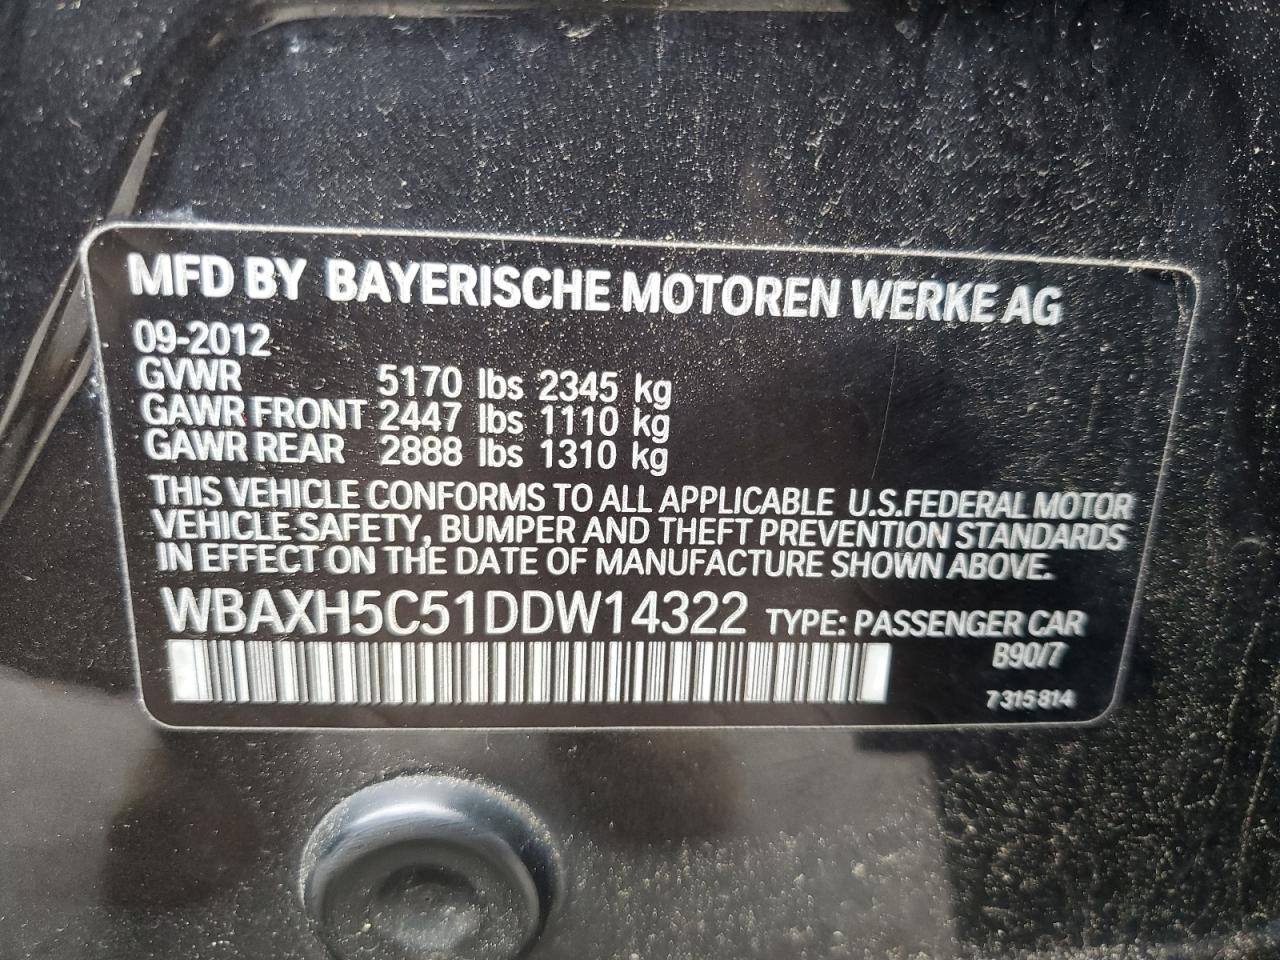 MFD BY BAYERISCHE MOTOREN WERKE AG
09-2012
GVWR 5170 lbs 2345 kg
GAWR FRONT 2447 lbs 1110 kg
GAWR REAR 2888 lbs 1310 kg
THIS VEHICLE CONFORMS TO ALL APPLICABLE U.S.FEDERAL MOTOR
VEHICLE SAFETY, BUMPER AND THEFT PREVENTION STANDARDS
IN EFFECT ON THE DATE OF MANUFACTURE SHOWN ABOVE.
WBAXH5C51DDW14322 TYPE: PASSENGER CAR
B90/7
7 315 814